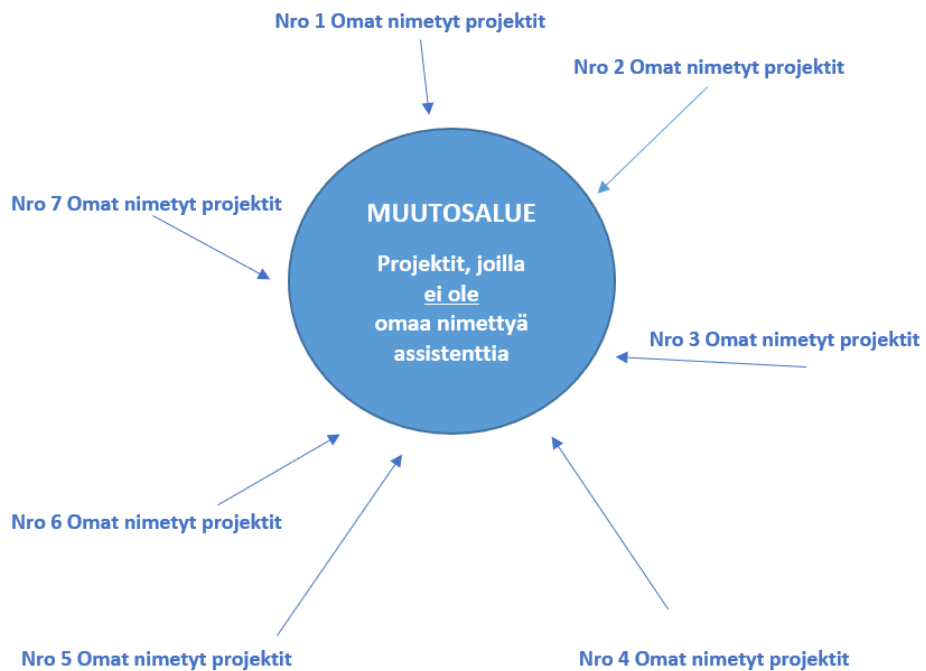 Nro 1 Omat nimetyt projektit
Nro 2 Omat nimetyt projektit
Nro 7 Omat nimetyt projektit
MUUTOSALUE
Projektit, joilla
ei ole
omaa nimettyä
assistenttia
Nro 3 Omat nimetyt projektit
Nro 6 Omat nimetyt projektit
Nro 5 Omat nimetyt projektit
Nro 4 Omat nimetyt projektit